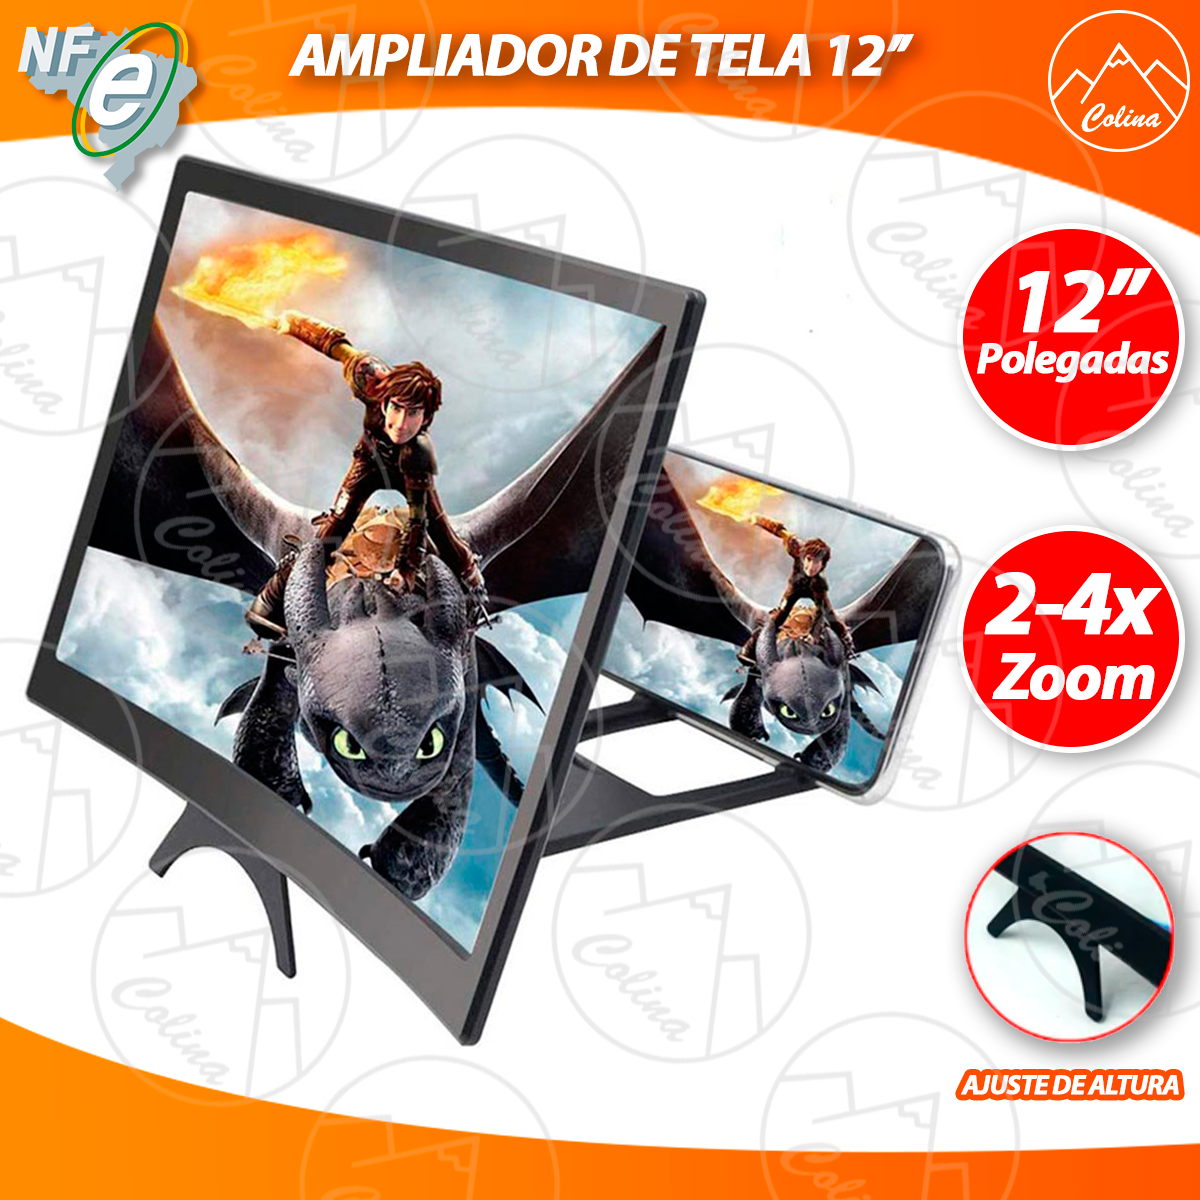 NF
e
AMPLIADOR DE TELA 12"
Colina
12"
Polegadas
2-4x
Zoom
AJUSTE DE ALTURA